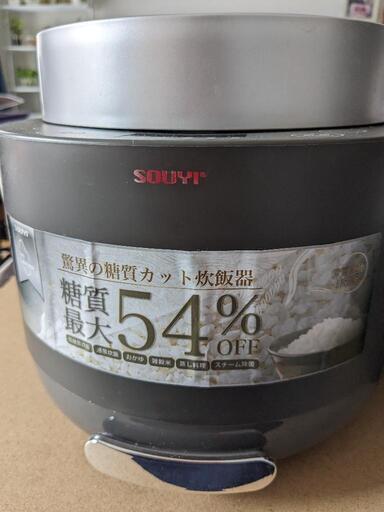 SOUYI
驚異の糖質カット炊飯器
糖質
最大
54%
OFF
通常炊飯 おかゆ 雑穀米 蒸し料理 スチーム除菌